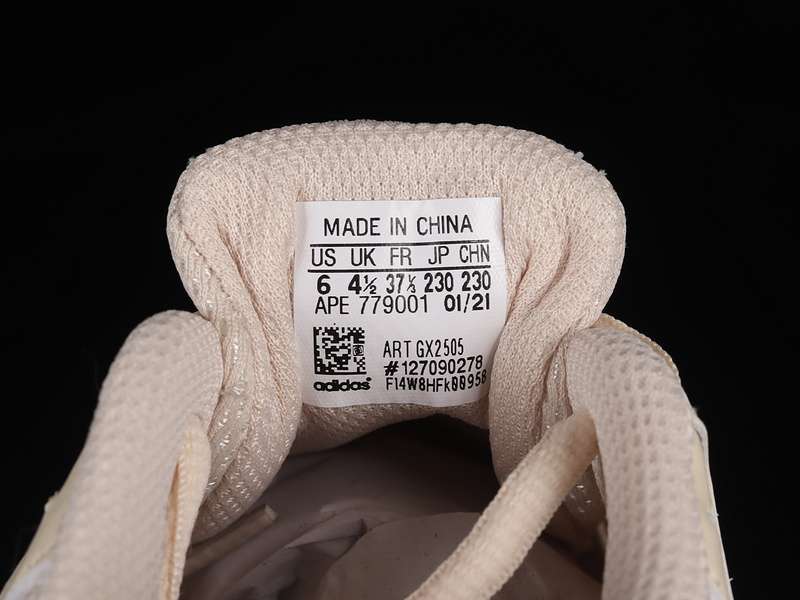 MADE IN CHINA
US UK FR JP CHN
6 4½ 37⅓ 230 230
APE 779001 01/21
ART GX2505
#127090278
adidas® F14W8HFk00958